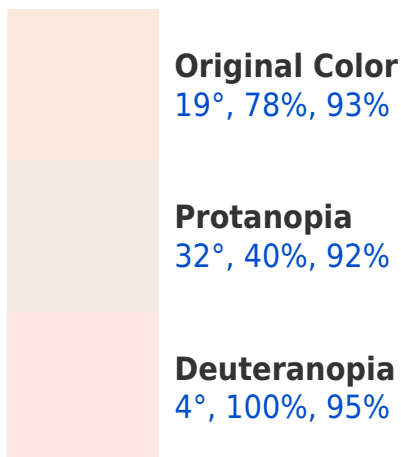 Original Color
19°, 78%, 93%
Protanopia
32°, 40%, 92%
Deuteranopia
4°, 100%, 95%